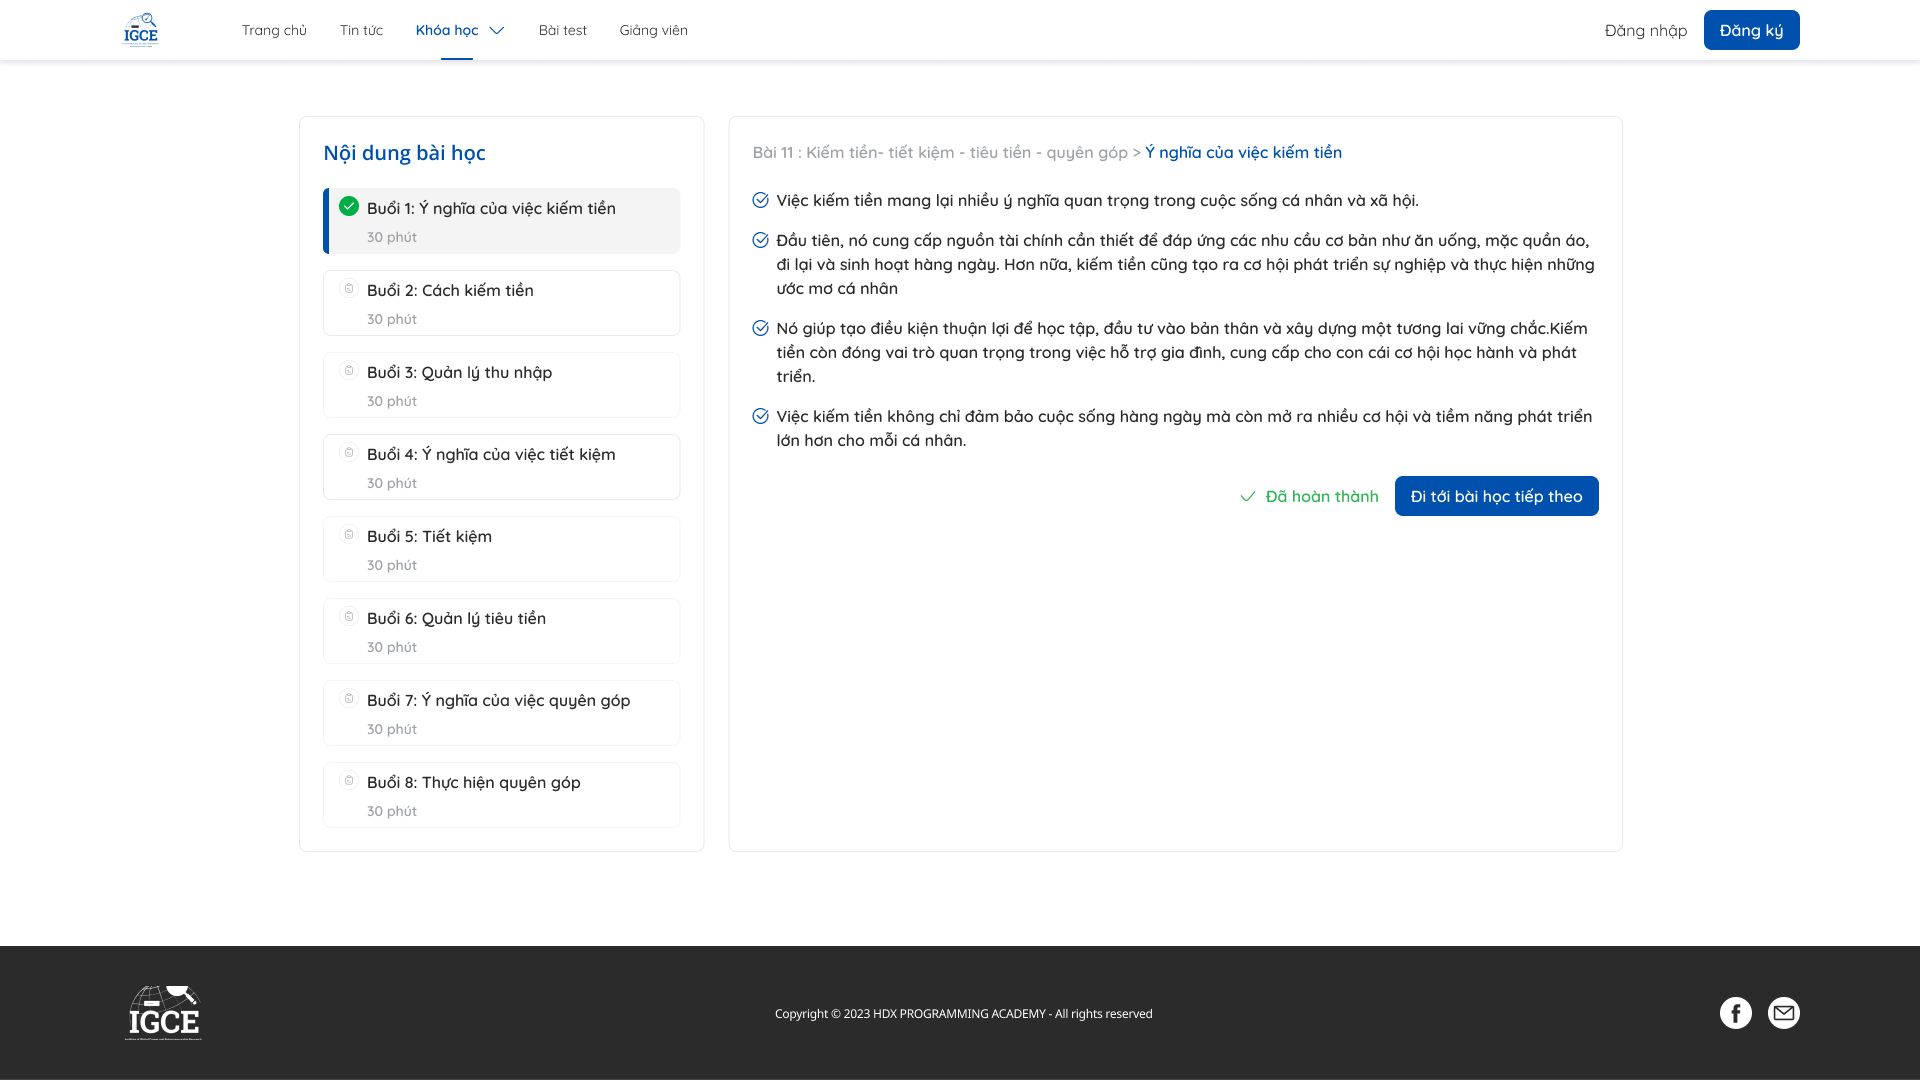 IGCE
Trang chủ
Tin tức
Khóa học
Bài test
Giảng viên
Đăng nhập
Đăng ký
Nội dung bài học
Buổi 1: Ý nghĩa của việc kiếm tiền
30 phút
Buổi 2: Cách kiếm tiền
30 phút
Buổi 3: Quản lý thu nhập
30 phút
Buổi 4: Ý nghĩa của việc tiết kiệm
30 phút
Buổi 5: Tiết kiệm
30 phút
Buổi 6: Quản lý tiêu tiền
30 phút
Buổi 7: Ý nghĩa của việc quyên góp
30 phút
Buổi 8: Thực hiện quyên góp
30 phút
Bài 11 : Kiếm tiền- tiết kiệm - tiêu tiền - quyên góp > Ý nghĩa của việc kiếm tiền
Việc kiếm tiền mang lại nhiều ý nghĩa quan trọng trong cuộc sống cá nhân và xã hội.
Đầu tiên, nó cung cấp nguồn tài chính cần thiết để đáp ứng các nhu cầu cơ bản như ăn uống, mặc quần áo,
đi lại và sinh hoạt hàng ngày. Hơn nữa, kiếm tiền cũng tạo ra cơ hội phát triển sự nghiệp và thực hiện những
ước mơ cá nhân
Nó giúp tạo điều kiện thuận lợi để học tập, đầu tư vào bản thân và xây dựng một tương lai vững chắc.Kiếm
tiền còn đóng vai trò quan trọng trong việc hỗ trợ gia đình, cung cấp cho con cái cơ hội học hành và phát
triển.
Việc kiếm tiền không chỉ đảm bảo cuộc sống hàng ngày mà còn mở ra nhiều cơ hội và tiềm năng phát triển
lớn hơn cho mỗi cá nhân.
Đã hoàn thành
Đi tới bài học tiếp theo
IGCE
Copyright © 2023 HDX PROGRAMMING ACADEMY - All rights reserved